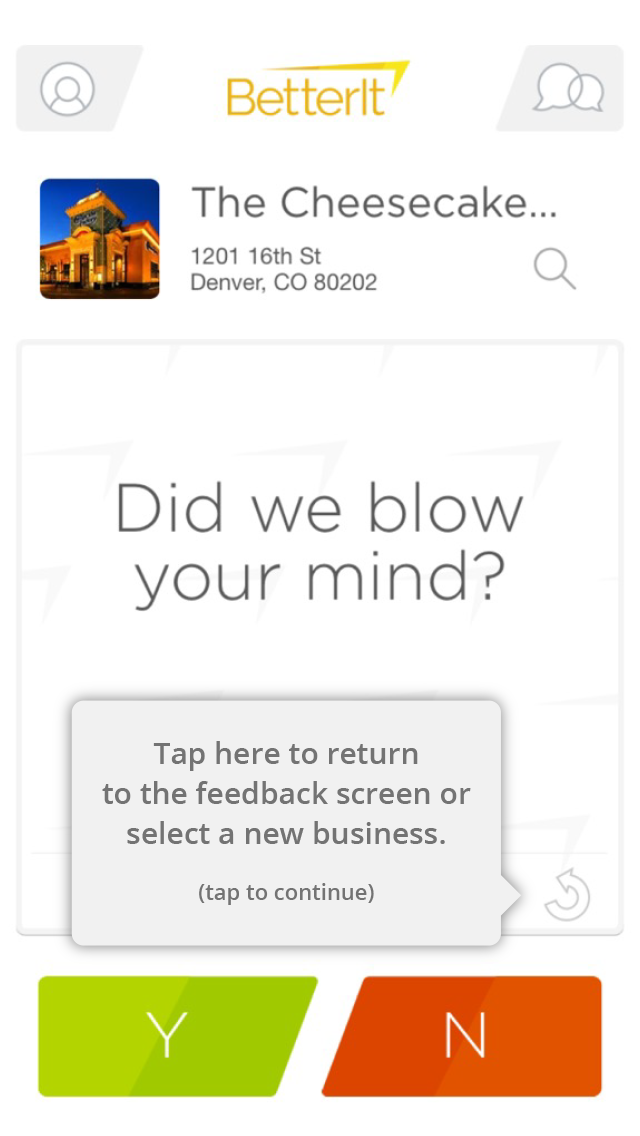 BetterIt
The Cheesecake...
1201 16th St
Denver, CO 80202
Did we blow
your mind?
Tap here to return
to the feedback screen or
select a new business.
(tap to continue)
Y N